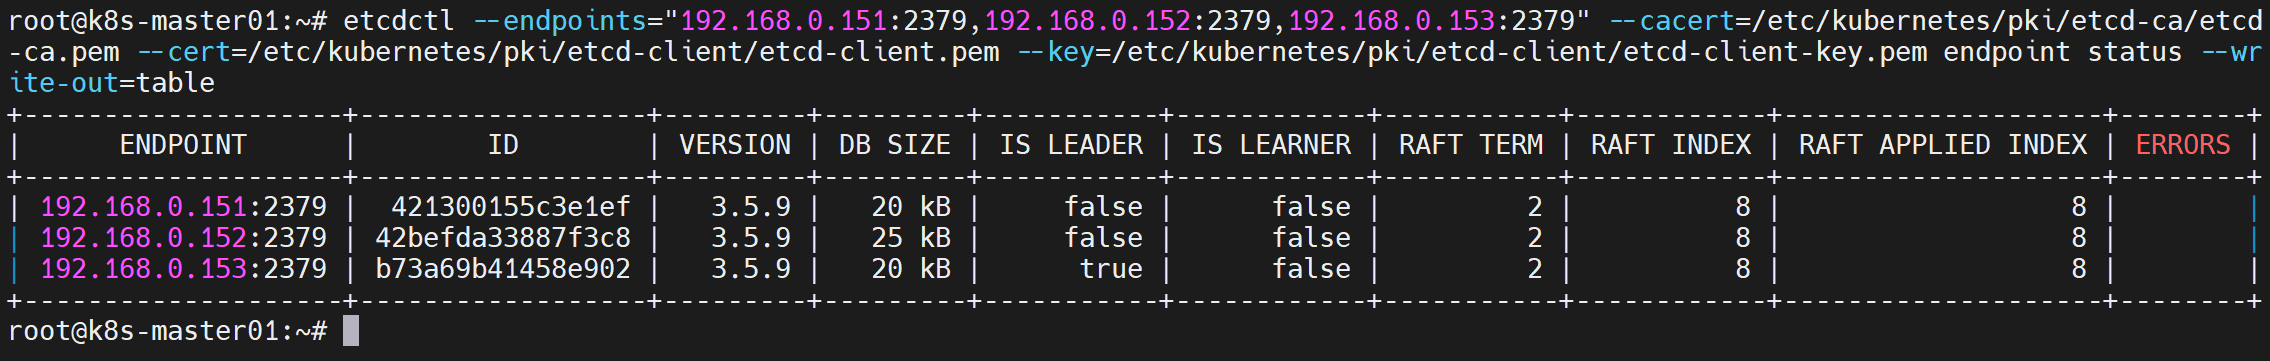 root@k8s-master01:~# etcdctl --endpoints="192.168.0.151:2379,192.168.0.152:2379,192.168.0.153:2379" --cacert=/etc/kubernetes/pki/etcd-ca/etcd
-ca.pem --cert=/etc/kubernetes/pki/etcd-client/etcd-client.pem --key=/etc/kubernetes/pki/etcd-client/etcd-client-key.pem endpoint status --wr
ite-out=table
+--------------------+------------------+---------+---------+-----------+------------+-----------+------------+--------------------+--------+
|      ENDPOINT      |        ID        | VERSION | DB SIZE | IS LEADER | IS LEARNER | RAFT TERM | RAFT INDEX | RAFT APPLIED INDEX | ERRORS |
+--------------------+------------------+---------+---------+-----------+------------+-----------+------------+--------------------+--------+
| 192.168.0.151:2379 |  421300155c3e1ef |   3.5.9 |   20 kB |     false |      false |         2 |          8 |                  8 |        |
| 192.168.0.152:2379 | 42befda33887f3c8 |   3.5.9 |   25 kB |     false |      false |         2 |          8 |                  8 |        |
| 192.168.0.153:2379 | b73a69b41458e902 |   3.5.9 |   20 kB |      true |      false |         2 |          8 |                  8 |        |
+--------------------+------------------+---------+---------+-----------+------------+-----------+------------+--------------------+--------+
root@k8s-master01:~#